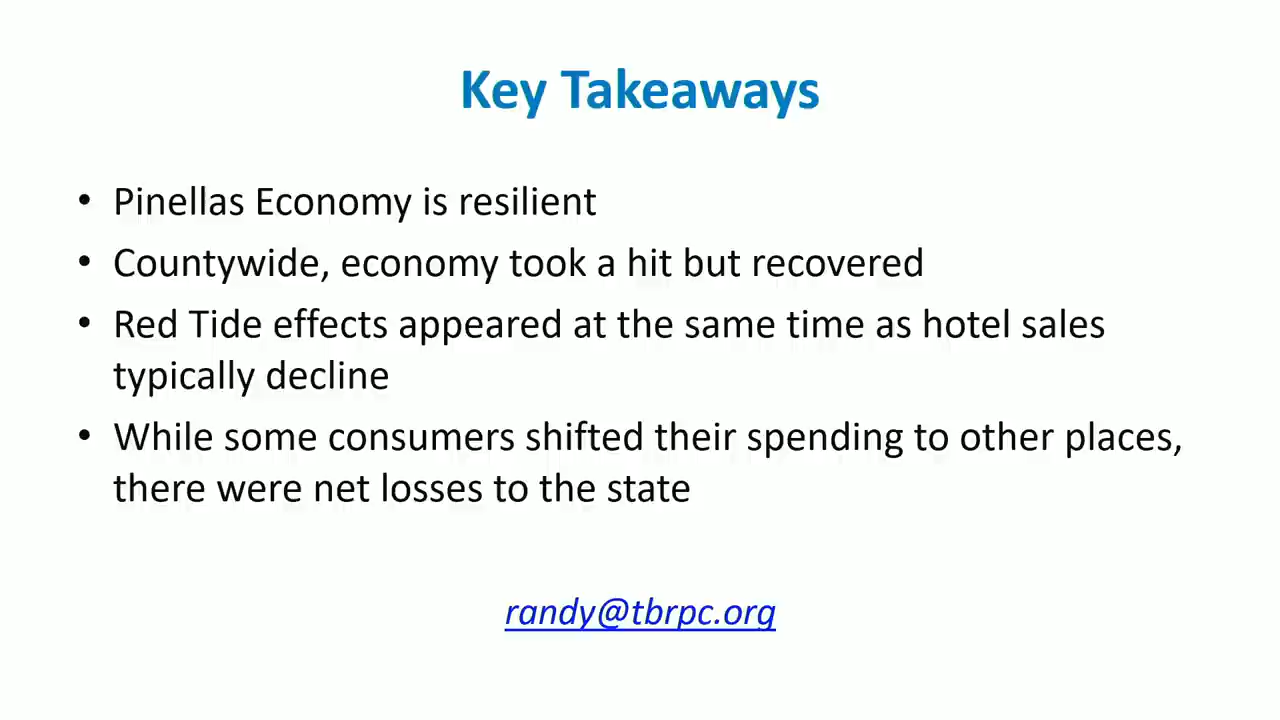 Key Takeaways
• Pinellas Economy is resilient
• Countywide, economy took a hit but recovered
• Red Tide effects appeared at the same time as hotel sales
typically decline
• While some consumers shifted their spending to other places,
there were net losses to the state
randy@tbrpc.org